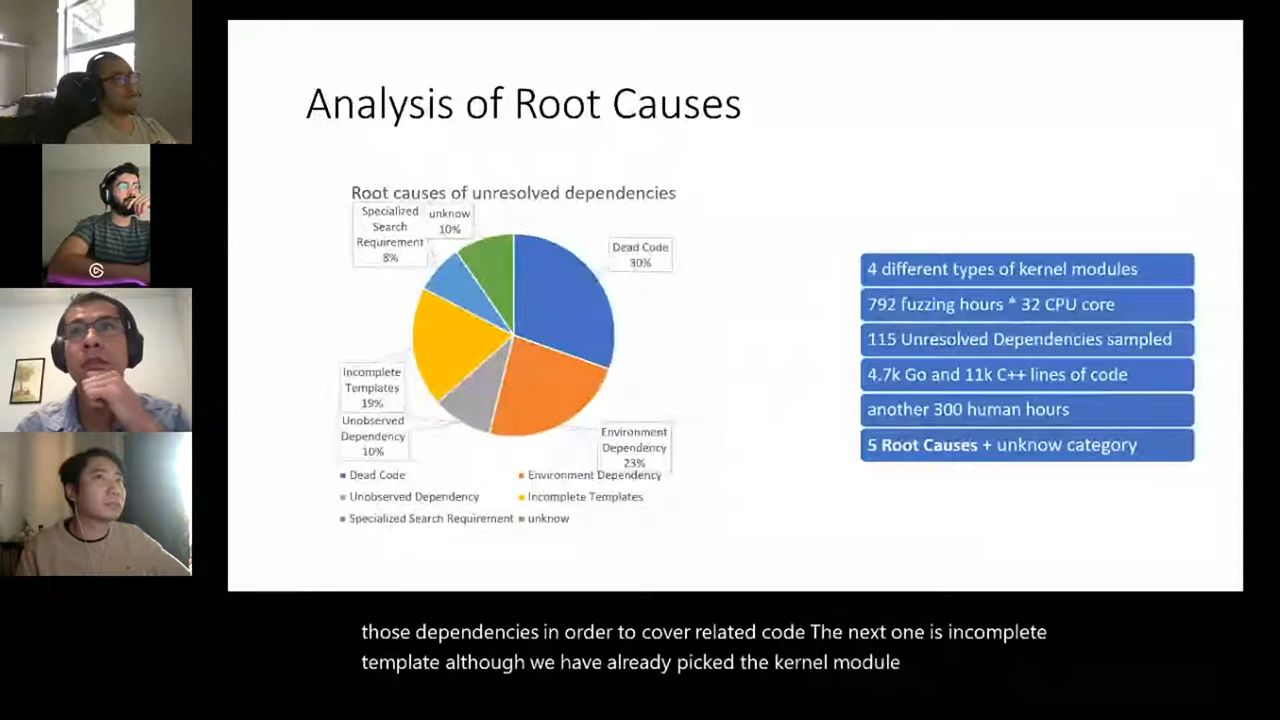 Analysis of Root Causes
Root causes of unresolved dependencies
Specialized
Search
Requirement
8%
unknow
10%
Dead Code
30%
Incomplete
Templates
19%
Unobserved
Dependency
10%
Environment
Dependency
23%
Dead Code
Environment Dependency
Unobserved Dependency
Incomplete Templates
Specialized Search Requirement
unknow
4 different types of kernel modules
792 fuzzing hours * 32 CPU core
115 Unresolved Dependencies sampled
4.7k Go and 11k C++ lines of code
another 300 human hours
5 Root Causes + unknow category
those dependencies in order to cover related code The next one is incomplete
template although we have already picked the kernel module